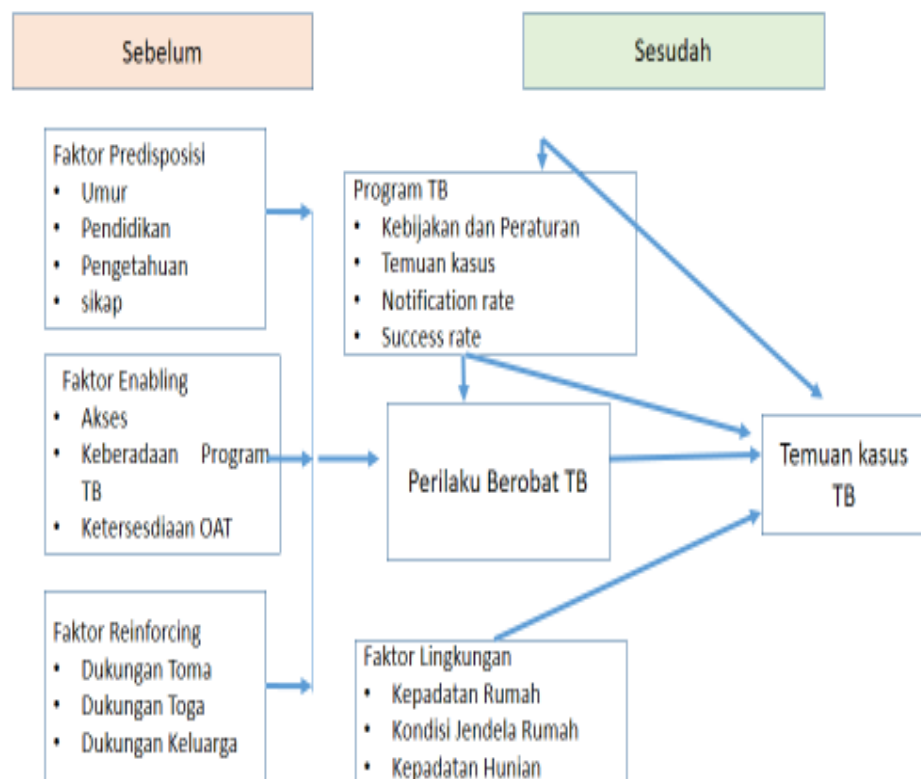 Sebelum
Sesudah
Faktor Predisposisi
• Umur
• Pendidikan
• Pengetahuan
• sikap
Program TB
• Kebijakan dan Peraturan
• Temuan kasus
• Notification rate
• Success rate
Faktor Enabling
• Akses
• Keberadaan Program
TB
• Ketersesdiaan OAT
Perilaku Berobat TB
Temuan kasus
TB
Faktor Reinforcing
• Dukungan Toma
• Dukungan Toga
• Dukungan Keluarga
Faktor Lingkungan
• Kepadatan Rumah
• Kondisi Jendela Rumah
• Kepadatan Hunian